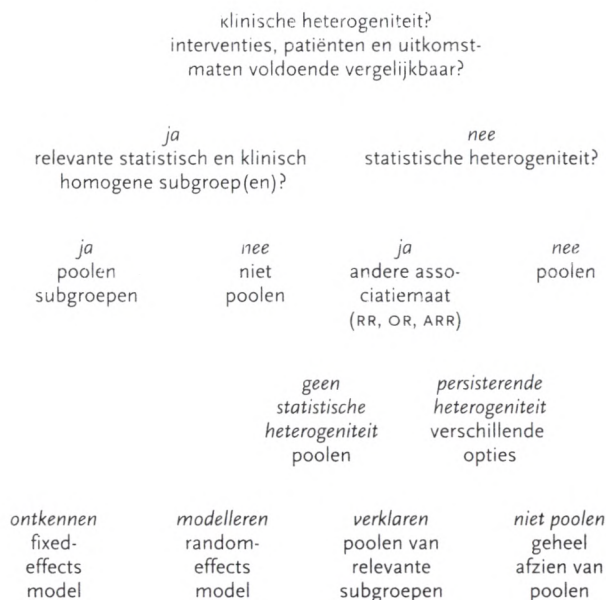 klinische heterogeniteit?
interventies, patiënten en uitkomst-
maten voldoende vergelijkbaar?
ja
relevante statistisch en klinisch
homogene subgroep(en)?
nee
statistische heterogeniteit?
ja
poolen
subgroepen
nee
niet
poolen
ja
andere asso-
ciatiemaat
(RR, OR, ARR)
nee
poolen
geen
statistische
heterogeniteit
poolen
persisterende
heterogeniteit
verschillende
opties
ontkennen
fixed-
effects
model
modelleren
random-
effects
model
verklaren
poolen van
relevante
subgroepen
niet poolen
geheel
afzien van
poolen